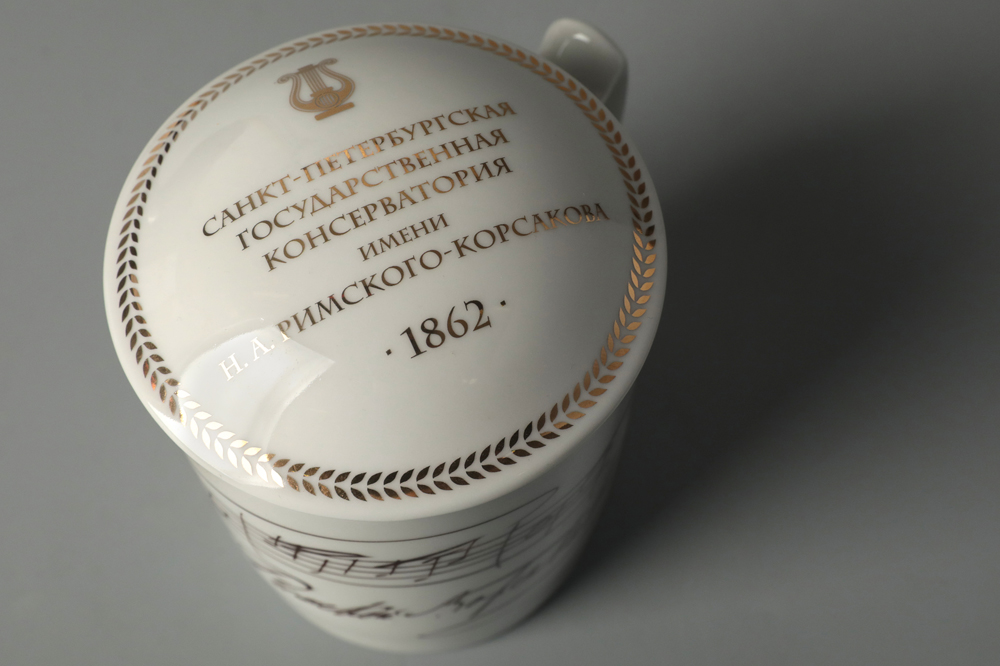 САНКТ-ПЕТЕРБУРГСКАЯ
ГОСУДАРСТВЕННАЯ
КОНСЕРВАТОРИЯ
ИМЕНИ
Н. А. РИМСКОГО-КОРСАКОВА
· 1862 ·